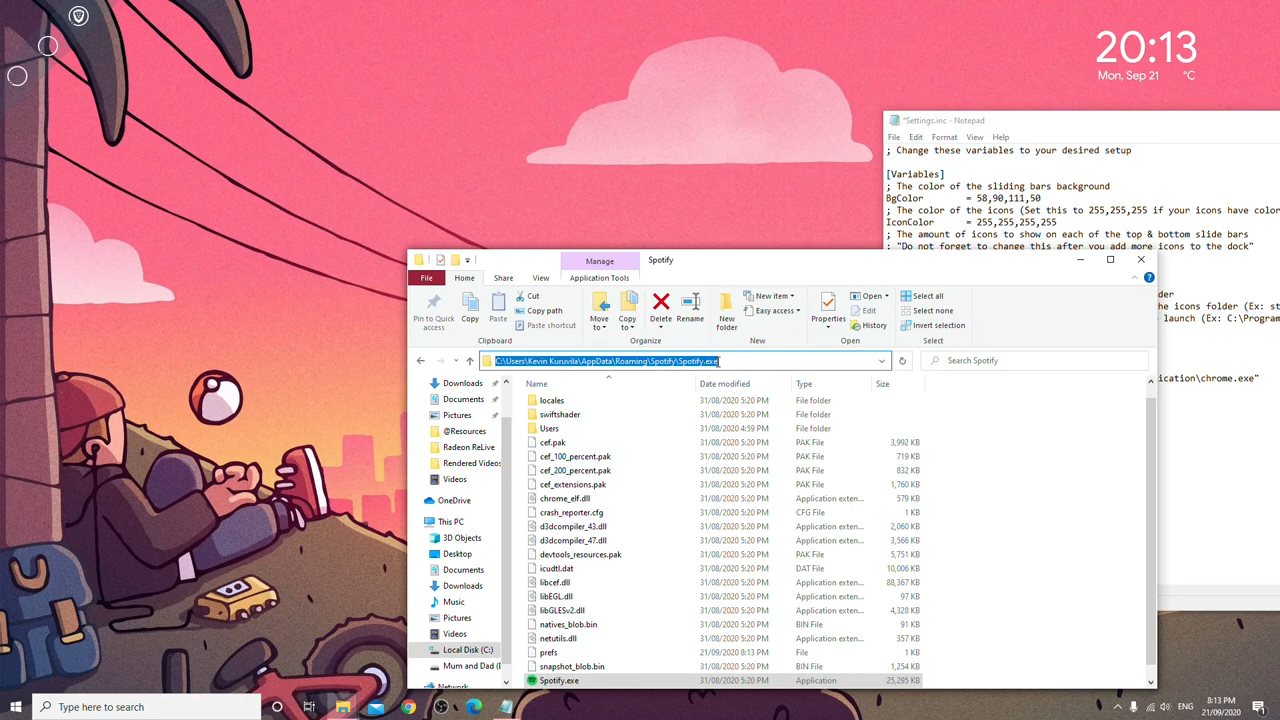 20:13
Mon, Sep 21 °C
*Settings.inc - Notepad
File Edit Format View Help
; Change these variables to your desired setup
[Variables]
; The color of the sliding bars background
BgColor = 58,90,111,50
; The color of the icons (Set this to 255,255,255 if your icons have color
IconColor = 255,255,255,255
; The amount of icons to show on each of the top & bottom slide bars
; "Do not forget to change this after you add more icons to the dock"
der
he icons folder (Ex: st
launch (Ex: C:\Program
ication\chrome.exe"
Manage Spotify
File Home Share View Application Tools
Pin to Quick access
Copy
Paste
Cut
Copy path
Paste shortcut
Clipboard
Move to
Copy to
Delete
Rename
Organize
New folder
New item
Easy access
New
Properties
Open
Edit
History
Open
Select all
Select none
Invert selection
Select
C:\Users\Kevin Kuruvila\AppData\Roaming\Spotify\Spotify.exe
Search Spotify
Downloads
Documents
Pictures
@Resources
Radeon ReLive
Rendered Videos
Videos
OneDrive
This PC
3D Objects
Desktop
Documents
Downloads
Music
Pictures
Videos
Local Disk (C:)
Mum and Dad (
Network
Name Date modified Type Size
locales 31/08/2020 5:20 PM File folder
swiftshader 31/08/2020 5:20 PM File folder
Users 31/08/2020 4:59 PM File folder
cef.pak 31/08/2020 5:20 PM PAK File 3,992 KB
cef_100_percent.pak 31/08/2020 5:20 PM PAK File 719 KB
cef_200_percent.pak 31/08/2020 5:20 PM PAK File 832 KB
cef_extensions.pak 31/08/2020 5:20 PM PAK File 1,760 KB
chrome_elf.dll 31/08/2020 5:20 PM Application exten... 579 KB
crash_reporter.cfg 31/08/2020 5:20 PM CFG File 1 KB
d3dcompiler_43.dll 31/08/2020 5:20 PM Application exten... 2,060 KB
d3dcompiler_47.dll 31/08/2020 5:20 PM Application exten... 3,566 KB
devtools_resources.pak 31/08/2020 5:20 PM PAK File 5,751 KB
icudtl.dat 31/08/2020 5:20 PM DAT File 10,006 KB
libcef.dll 31/08/2020 5:20 PM Application exten... 88,367 KB
libEGL.dll 31/08/2020 5:20 PM Application exten... 97 KB
libGLESv2.dll 31/08/2020 5:20 PM Application exten... 4,328 KB
natives_blob.bin 31/08/2020 5:20 PM BIN File 91 KB
netutils.dll 31/08/2020 5:20 PM Application exten... 357 KB
prefs 21/09/2020 8:13 PM File 1 KB
snapshot_blob.bin 31/08/2020 5:20 PM BIN File 1,254 KB
Spotify.exe 31/08/2020 5:20 PM Application 25,295 KB
Type here to search
ENG
8:13 PM
21/09/2020
1